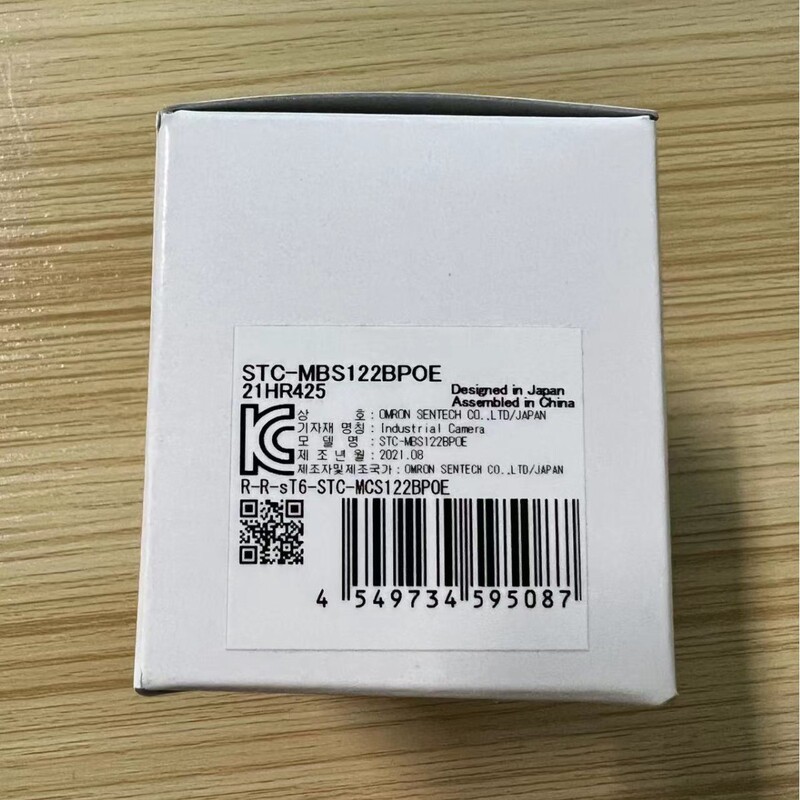 STC-MBS122BPOE
21HR425
Designed in Japan
Assembled in China
KC
상 호 : OMRON SENTECH CO.,LTD/JAPAN
기자재 명칭 : Industrial Camera
모 델 명 : STC-MBS122BPOE
제 조 년 월 : 2021.08
제조자및제조국가 : OMRON SENTECH CO.,LTD/JAPAN
R-R-sT6-STC-MCS122BPOE
4 549734 595087